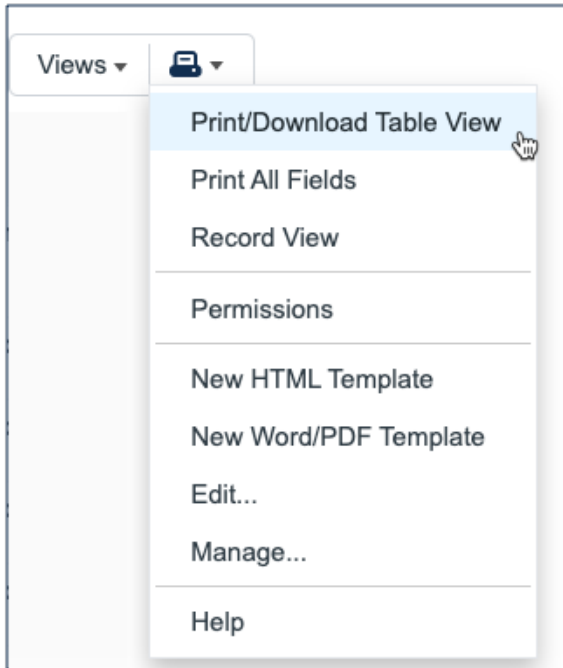 Views
Print/Download Table View
Print All Fields
Record View
Permissions
New HTML Template
New Word/PDF Template
Edit...
Manage...
Help